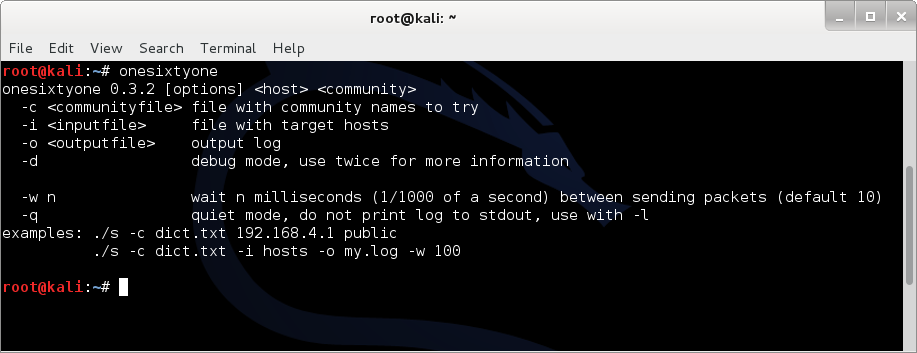 root@kali: ~
File Edit View Search Terminal Help
root@kali:~# onesixtyone
onesixtyone 0.3.2 [options] <host> <community>
  -c <communityfile> file with community names to try
  -i <inputfile>     file with target hosts
  -o <outputfile>    output log
  -d                 debug mode, use twice for more information
  -w n               wait n milliseconds (1/1000 of a second) between sending packets (default 10)
  -q                 quiet mode, do not print log to stdout, use with -l
examples: ./s -c dict.txt 192.168.4.1 public
          ./s -c dict.txt -i hosts -o my.log -w 100
root@kali:~#